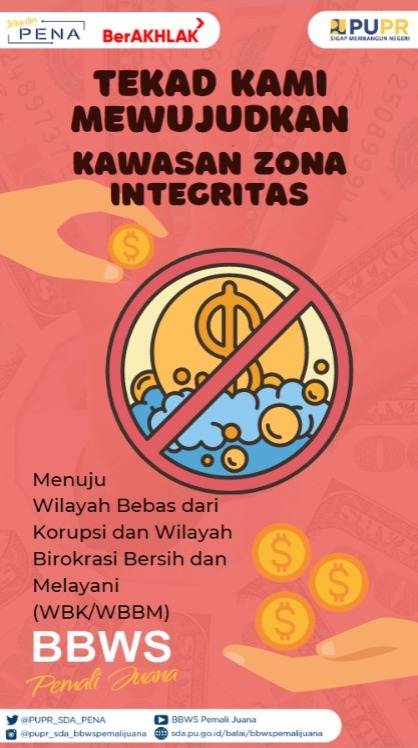 Integritas
PENA
BerAKHLAK
PUPR
SIGAP MEMBANGUN NEGERI
TEKAD KAMI
MEWUJUDKAN
KAWASAN ZONA
INTEGRITAS
Menuju
Wilayah Bebas dari
Korupsi dan Wilayah
Birokrasi Bersih dan
Melayani
(WBK/WBBM)
BBWS
Pemali Juana
@PUPR_SDA_PENA
BBWS Pemali Juana
@pupr_sda_bbwspemalijuana
sda.pu.go.id/balai/bbwspemalijuana